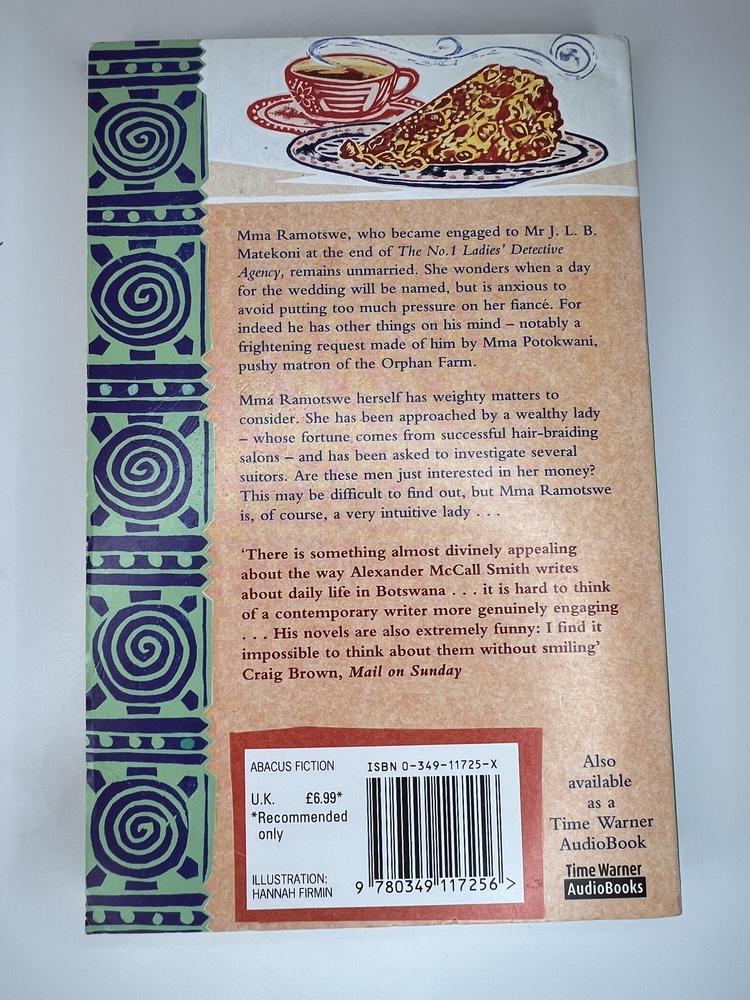 Mma Ramotswe, who became engaged to Mr J. L. B.
Matekoni at the end of The No.1 Ladies' Detective
Agency, remains unmarried. She wonders when a day
for the wedding will be named, but is anxious to
avoid putting too much pressure on her fiancé. For
indeed he has other things on his mind – notably a
frightening request made of him by Mma Potokwani,
pushy matron of the Orphan Farm.
Mma Ramotswe herself has weighty matters to
consider. She has been approached by a wealthy lady
– whose fortune comes from successful hair-braiding
salons – and has been asked to investigate several
suitors. Are these men just interested in her money?
This may be difficult to find out, but Mma Ramotswe
is, of course, a very intuitive lady . . .
'There is something almost divinely appealing
about the way Alexander McCall Smith writes
about daily life in Botswana . . . it is hard to think
of a contemporary writer more genuinely engaging
. . . His novels are also extremely funny: I find it
impossible to think about them without smiling'
Craig Brown, Mail on Sunday
ABACUS FICTION
U.K. £6.99*
*Recommended
only
ILLUSTRATION:
HANNAH FIRMIN
ISBN 0-349-11725-X
9 780349 117256 >
Also
available
as a
Time Warner
AudioBook
Time Warner
AudioBooks